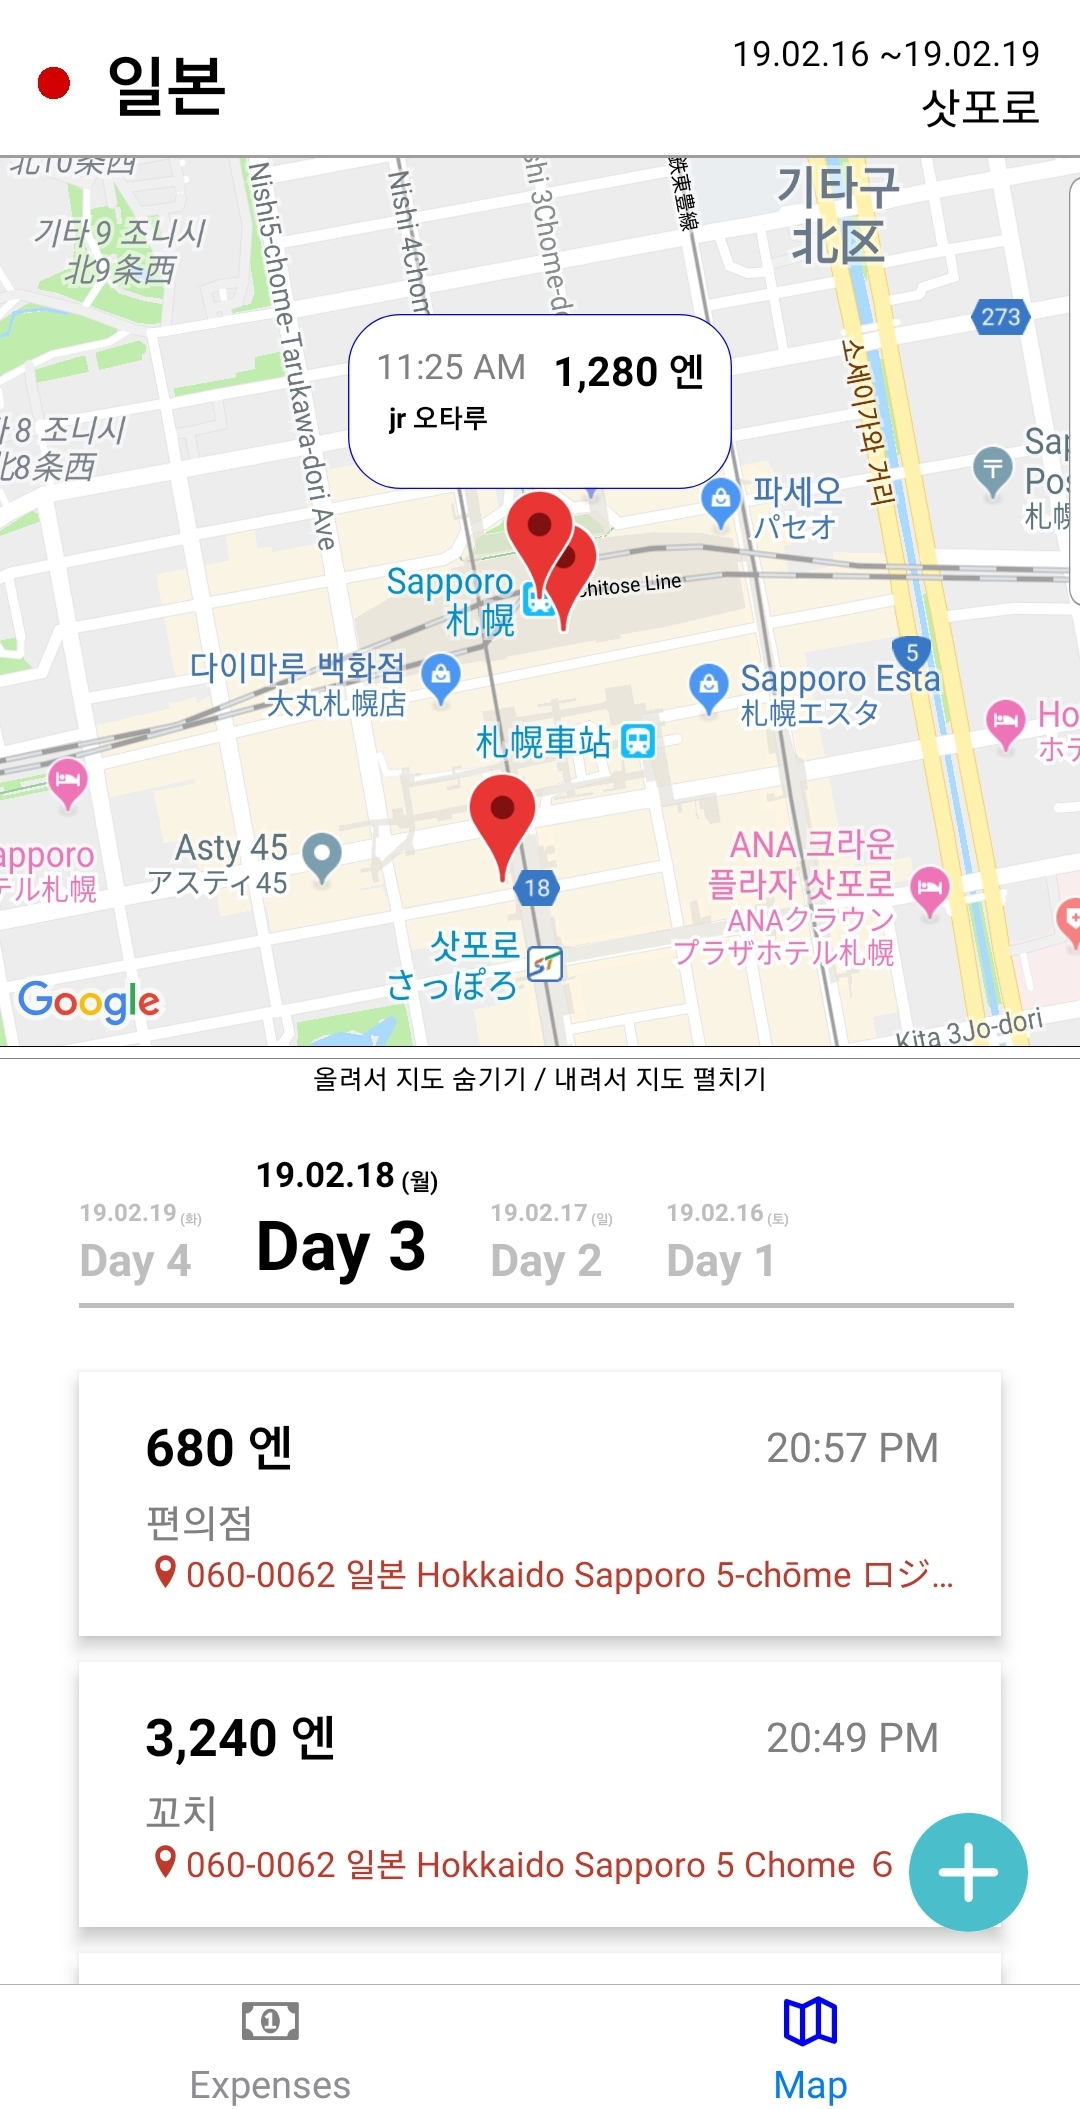 일본
19.02.16 ~19.02.19
삿포로
北10条西
기타 9 조니시
北9条西
Nishi5-chome-Tarukawa-dori Ave
Nishi 4Chom
shi 3Chome-do
鉄東豊線
기타구
北区
273
소세이가와 거리
11:25 AM 1,280 엔
jr 오타루
8 조니시
北8条西
파세오
パセオ
Sap
Pos
札幌
Sapporo
札幌
Chitose Line
5
다이마루 백화점
大丸札幌店
Sapporo Esta
札幌エスタ
札幌車站
Ho
ホテ
apporo
テル札幌
Asty 45
アスティ45
18
ANA 크라운
플라자 삿포로
ANAクラウン
プラザホテル札幌
삿포로
さっぽろ
ST
Google
Kita 3Jo-dori
올려서 지도 숨기기 / 내려서 지도 펼치기
19.02.19 (화)
Day 4
19.02.18 (월)
Day 3
19.02.17 (일)
Day 2
19.02.16 (토)
Day 1
680 엔 20:57 PM
편의점
060-0062 일본 Hokkaido Sapporo 5-chōme ロジ...
3,240 엔 20:49 PM
꼬치
060-0062 일본 Hokkaido Sapporo 5 Chome ６
Expenses
Map